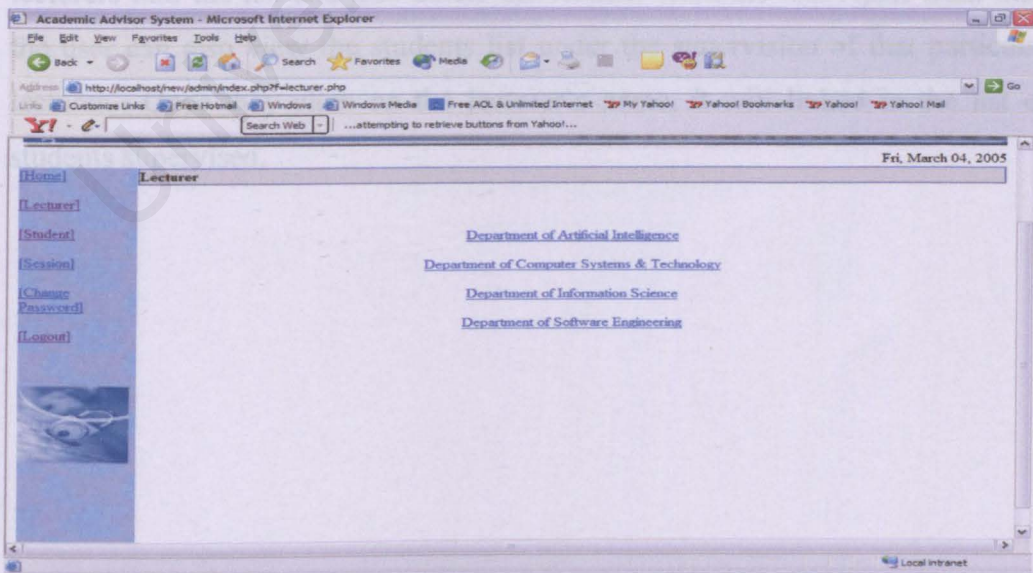 Academic Advisor System - Microsoft Internet Explorer
File Edit View Favorites Tools Help
Back Search Favorites Media
Address http://localhost/new/admin/index.php?f=lecturer.php Go
Links Customize Links Free Hotmail Windows Windows Media Free AOL & Unlimited Internet My Yahoo! Yahoo! Bookmarks Yahoo! Yahoo! Mail
Y! Search Web ...attempting to retrieve buttons from Yahoo!...
Fri, March 04, 2005
[Home]
Lecturer
[Lecturer]
[Student]
Department of Artificial Intelligence
[Session]
Department of Computer Systems & Technology
[Change Password]
Department of Information Science
Department of Software Engineering
[Logout]
Local intranet